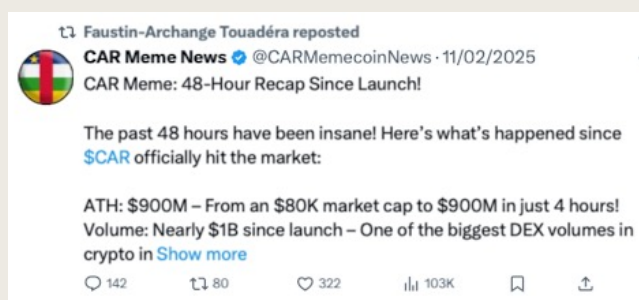 Faustin-Archange Touadéra reposted
CAR Meme News @CARMemecoinNews · 11/02/2025
CAR Meme: 48-Hour Recap Since Launch!
The past 48 hours have been insane! Here's what's happened since
$CAR officially hit the market:
ATH: $900M – From an $80K market cap to $900M in just 4 hours!
Volume: Nearly $1B since launch – One of the biggest DEX volumes in
crypto in Show more
142 80 322 103K